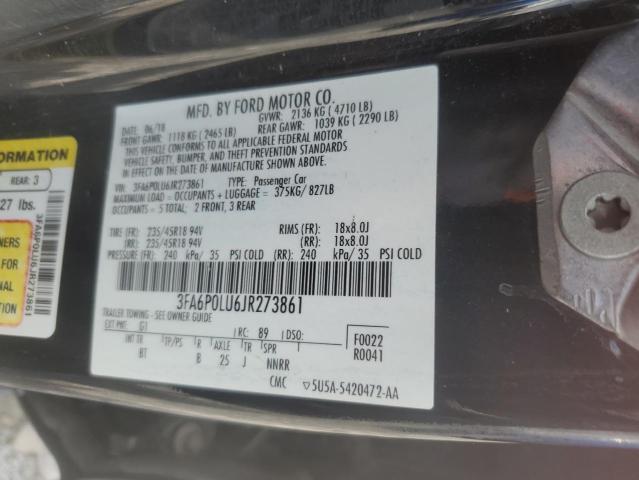 MFD. BY FORD MOTOR CO.
DATE: 06/18 GVWR: 2136 KG ( 4710 LB)
FRONT GAWR: 1118 KG ( 2465 LB) REAR GAWR: 1039 KG ( 2290 LB)
THIS VEHICLE CONFORMS TO ALL APPLICABLE FEDERAL MOTOR
VEHICLE SAFETY, BUMPER, AND THEFT PREVENTION STANDARDS
IN EFFECT ON THE DATE OF MANUFACTURE SHOWN ABOVE.
VIN: 3FA6P0LU6JR273861 TYPE: Passenger Car
MAXIMUM LOAD = OCCUPANTS + LUGGAGE = 375KG/ 827LB
OCCUPANTS = 5 TOTAL: 2 FRONT, 3 REAR
TIRE (FR): 235/45R18 94V RIMS (FR): 18x8.0J
(RR): 235/45R18 94V (RR): 18x8.0J
PRESSURE (FR): 240 kPa/ 35 PSI COLD (RR): 240 kPa/ 35 PSI COLD
3FA6P0LU6JR273861
TRAILER TOWING - SEE OWNER GUIDE
EXT PNT: G1 RC: 89 DSO: F0022
INT TR TP/PS R AXLE TR SPR R0041
BT B 25 J NNRR
CMC ▽5U5A-5420472-AA
FORMATION
REAR: 3
27 lbs.
NERS
FOR
NAL
TION
3FA6P0LU6JR273861